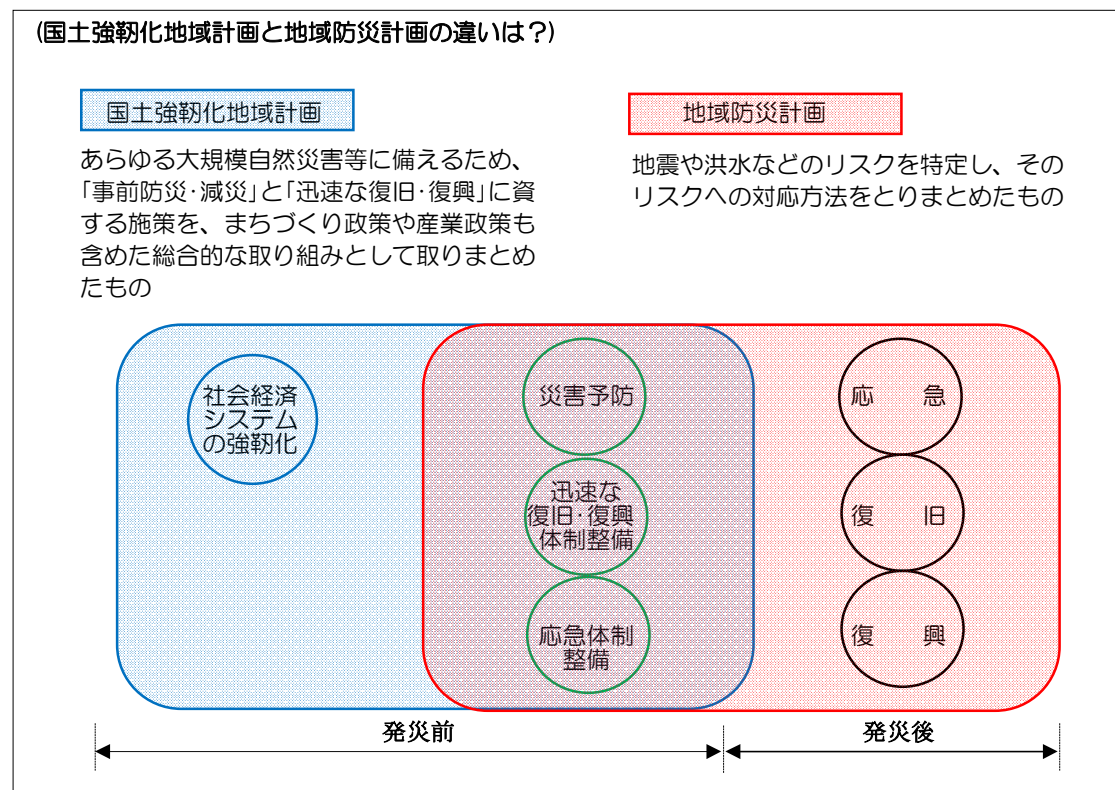 (国土強靱化地域計画と地域防災計画の違いは?)
国土強靱化地域計画
あらゆる大規模自然災害等に備えるため、
「事前防災・減災」と「迅速な復旧・復興」に資
する施策を、まちづくり政策や産業政策も
含めた総合的な取り組みとして取りまとめ
たもの
地域防災計画
地震や洪水などのリスクを特定し、その
リスクへの対応方法をとりまとめたもの
社会経済
システム
の強靱化
災害予防
迅速な
復旧・復興
体制整備
応急体制
整備
応 急
復 旧
復 興
発災前
発災後